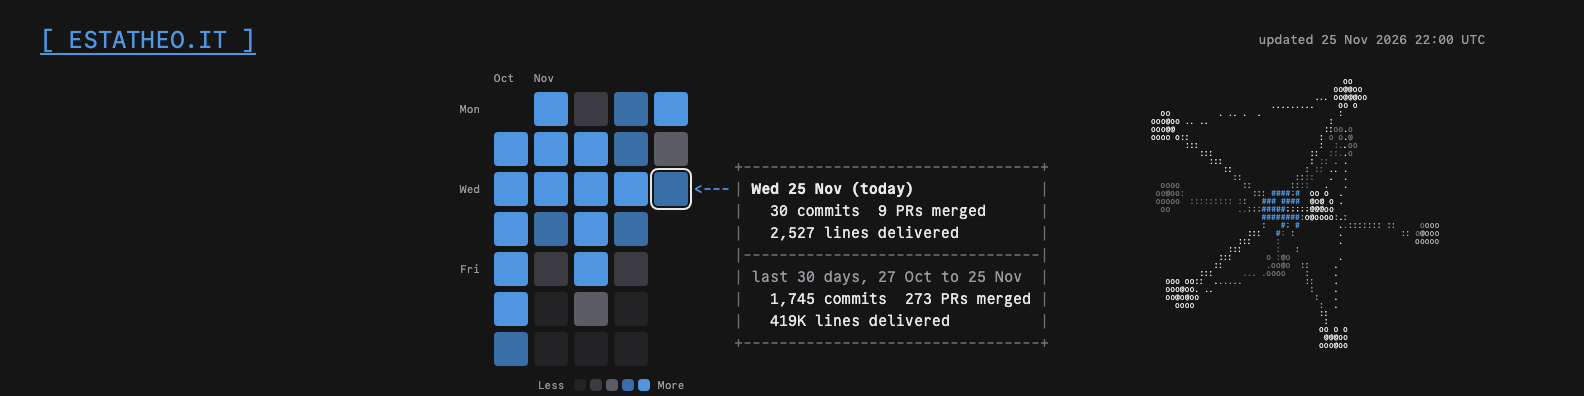 [ ESTATHEO.IT ]
updated 25 Nov 2026 22:00 UTC
Oct Nov
Mon
Wed
Fri
Less More
<---
Wed 25 Nov (today)
30 commits 9 PRs merged
2,527 lines delivered
last 30 days, 27 Oct to 25 Nov
1,745 commits 273 PRs merged
419K lines delivered